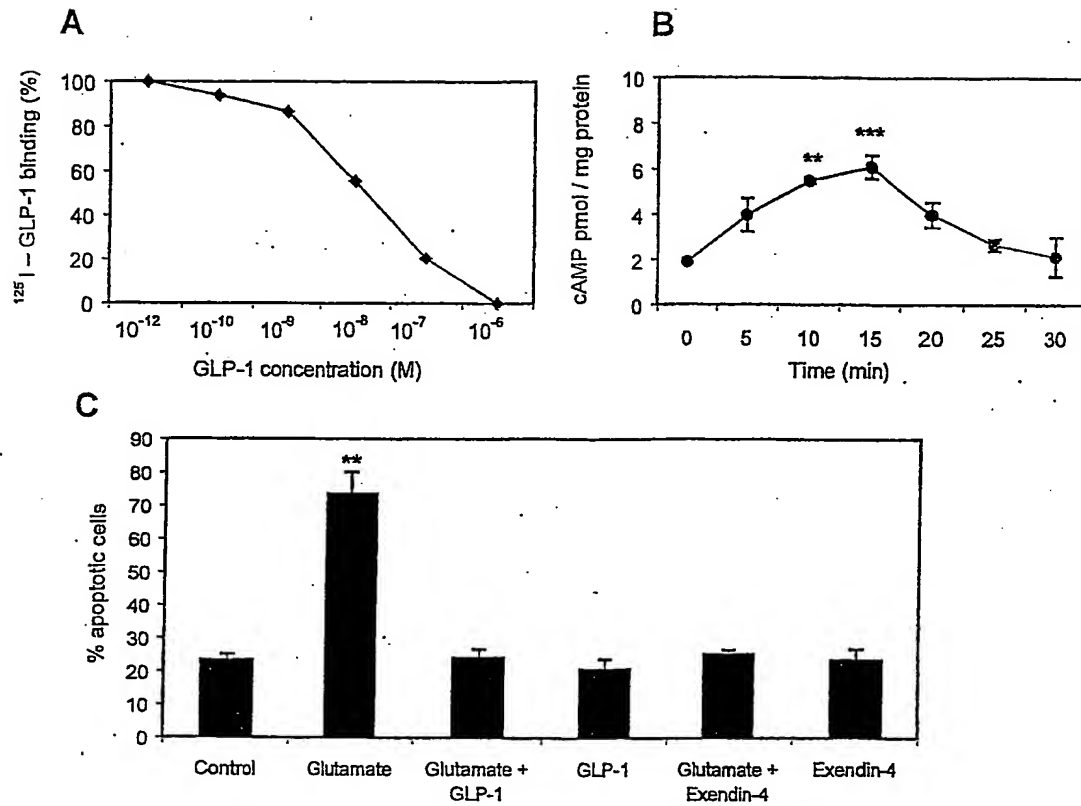 A
¹²⁵I – GLP-1 binding (%)
100
80
60
40
20
0
10⁻¹² 10⁻¹⁰ 10⁻⁹ 10⁻⁸ 10⁻⁷ 10⁻⁶
GLP-1 concentration (M)
B
cAMP pmol / mg protein
10
8
6
4
2
0
** ***
0 5 10 15 20 25 30
Time (min)
C
% apoptotic cells
90
80
70
60
50
40
30
20
10
0
**
Control Glutamate Glutamate + GLP-1 Glutamate + Exendin-4
GLP-1 Exendin-4